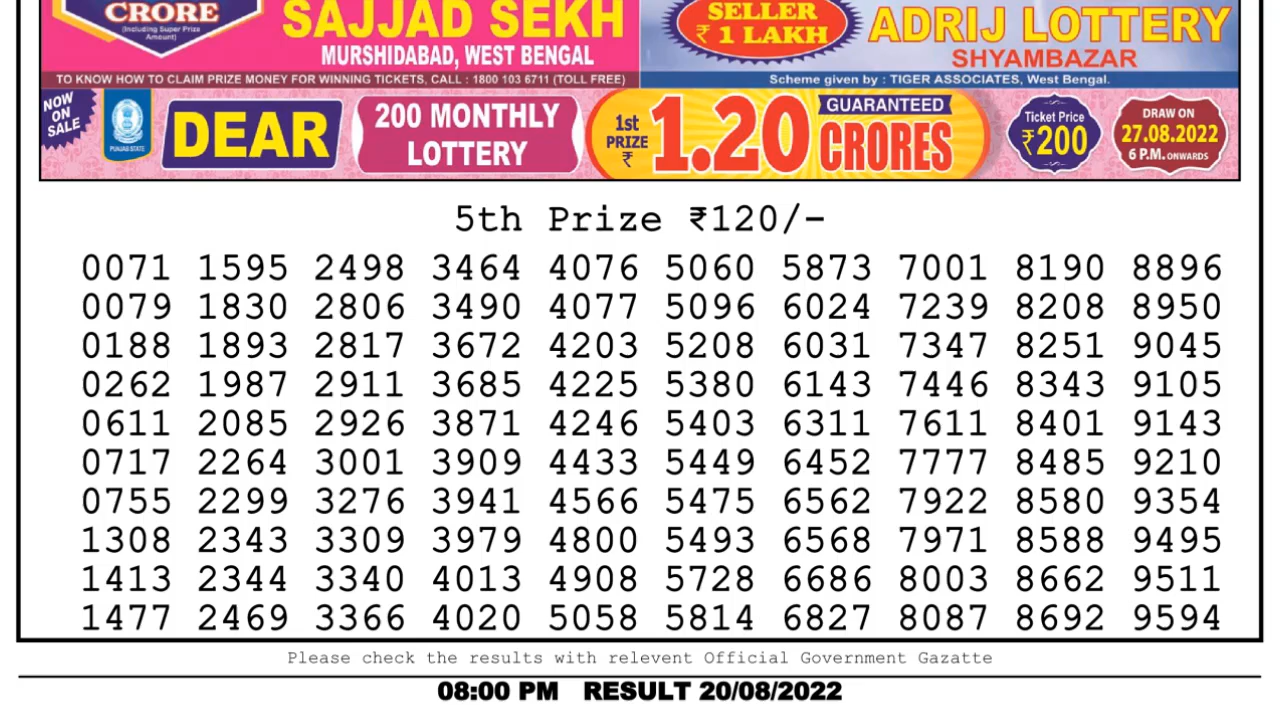 CRORE
(Including Super Prize
Amount)
SAJJAD SEKH
MURSHIDABAD, WEST BENGAL
TO KNOW HOW TO CLAIM PRIZE MONEY FOR WINNING TICKETS, CALL : 1800 103 6711 (TOLL FREE)
SELLER
₹ 1 LAKH
ADRIJ LOTTERY
SHYAMBAZAR
Scheme given by : TIGER ASSOCIATES, West Bengal.
NOW
ON
SALE
PUNJAB STATE
DEAR
200 MONTHLY
LOTTERY
1st
PRIZE
₹
1.20
GUARANTEED
CRORES
Ticket Price
₹200
DRAW ON
27.08.2022
6 P.M. ONWARDS
5th Prize ₹120/-
0071 1595 2498 3464 4076 5060 5873 7001 8190 8896
0079 1830 2806 3490 4077 5096 6024 7239 8208 8950
0188 1893 2817 3672 4203 5208 6031 7347 8251 9045
0262 1987 2911 3685 4225 5380 6143 7446 8343 9105
0611 2085 2926 3871 4246 5403 6311 7611 8401 9143
0717 2264 3001 3909 4433 5449 6452 7777 8485 9210
0755 2299 3276 3941 4566 5475 6562 7922 8580 9354
1308 2343 3309 3979 4800 5493 6568 7971 8588 9495
1413 2344 3340 4013 4908 5728 6686 8003 8662 9511
1477 2469 3366 4020 5058 5814 6827 8087 8692 9594
Please check the results with relevent Official Government Gazatte
08:00 PM RESULT 20/08/2022